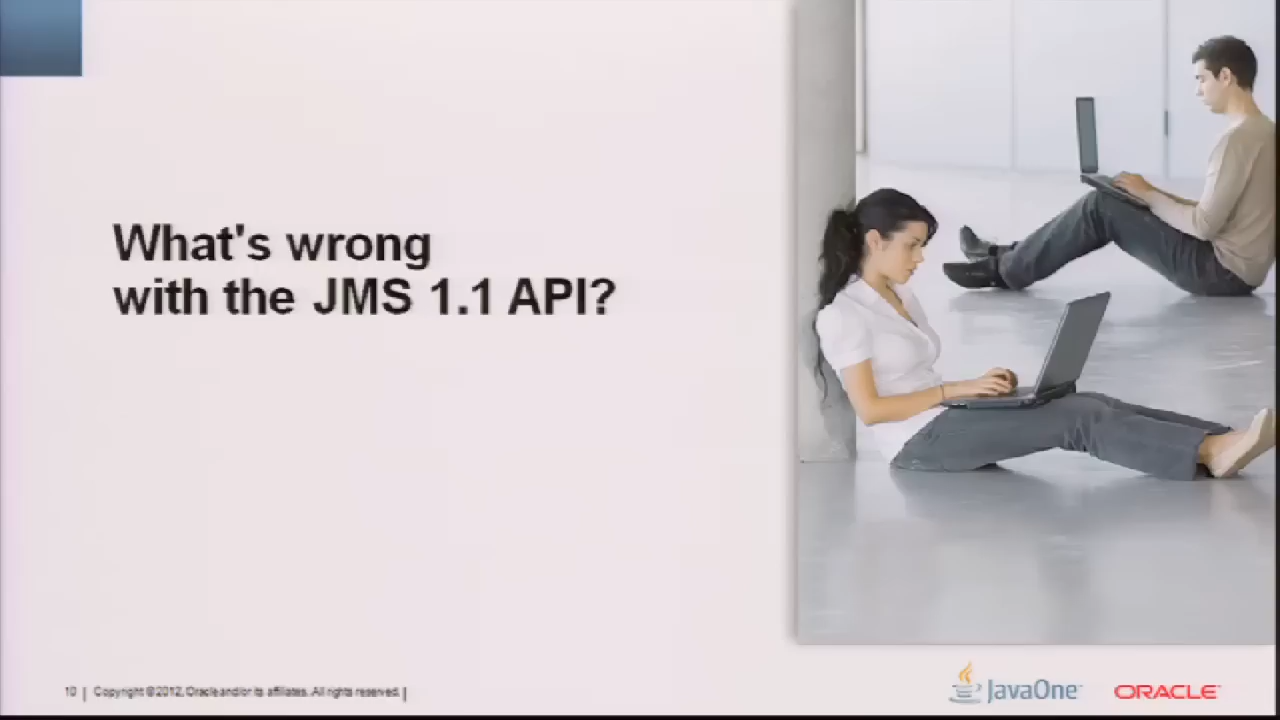 What's wrong
with the JMS 1.1 API?
10 | Copyright © 2012, Oracle and/or its affiliates. All rights reserved. |
JavaOne™
ORACLE